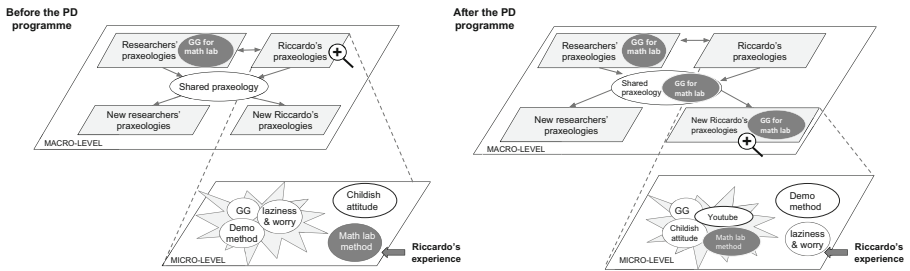 Before the PD
programme
Researchers'
praxeologies
GG for
math lab
Riccardo's
praxeologies
Shared praxeology
New researchers'
praxeologies
New Riccardo's
praxeologies
MACRO-LEVEL
GG
Demo
method
laziness
& worry
Childish
attitude
Math lab
method
Riccardo's
experience
MICRO-LEVEL
After the PD
programme
Researchers'
praxeologies
GG for
math lab
Riccardo's
praxeologies
Shared
praxeology
GG for
math lab
New researchers'
praxeologies
New Riccardo's
praxeologies
GG for
math lab
MACRO-LEVEL
GG
Youtube
Childish
attitude
Math lab
method
Demo
method
laziness
& worry
Riccardo's
experience
MICRO-LEVEL